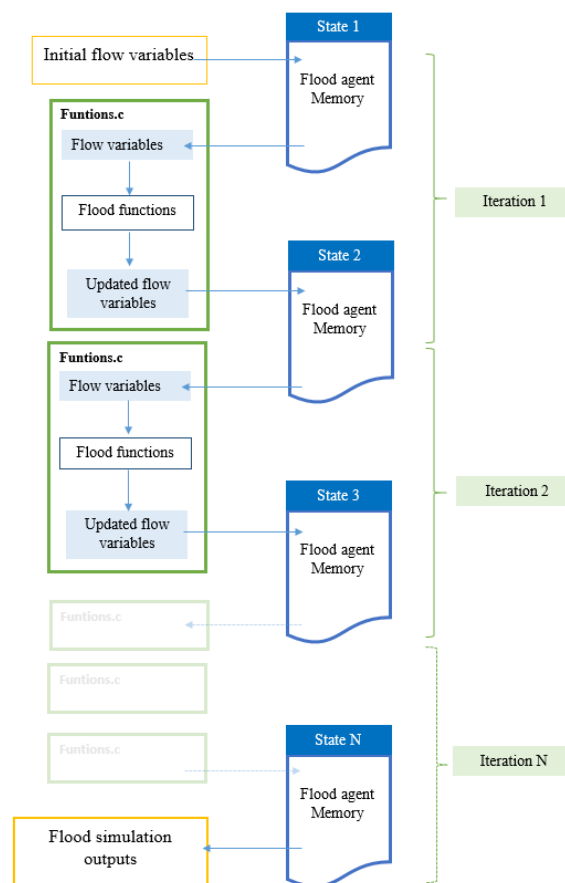 State 1
Initial flow variables
Flood agent
Memory
Funtions.c
Flow variables
Flood functions
Iteration 1
State 2
Updated flow
variables
Flood agent
Memory
Funtions.c
Flow variables
Flood functions
State 3
Iteration 2
Updated flow
variables
Flood agent
Memory
Funtions.c
Funtions.c
State N
Funtions.c
Iteration N
Flood agent
Memory
Flood simulation
outputs